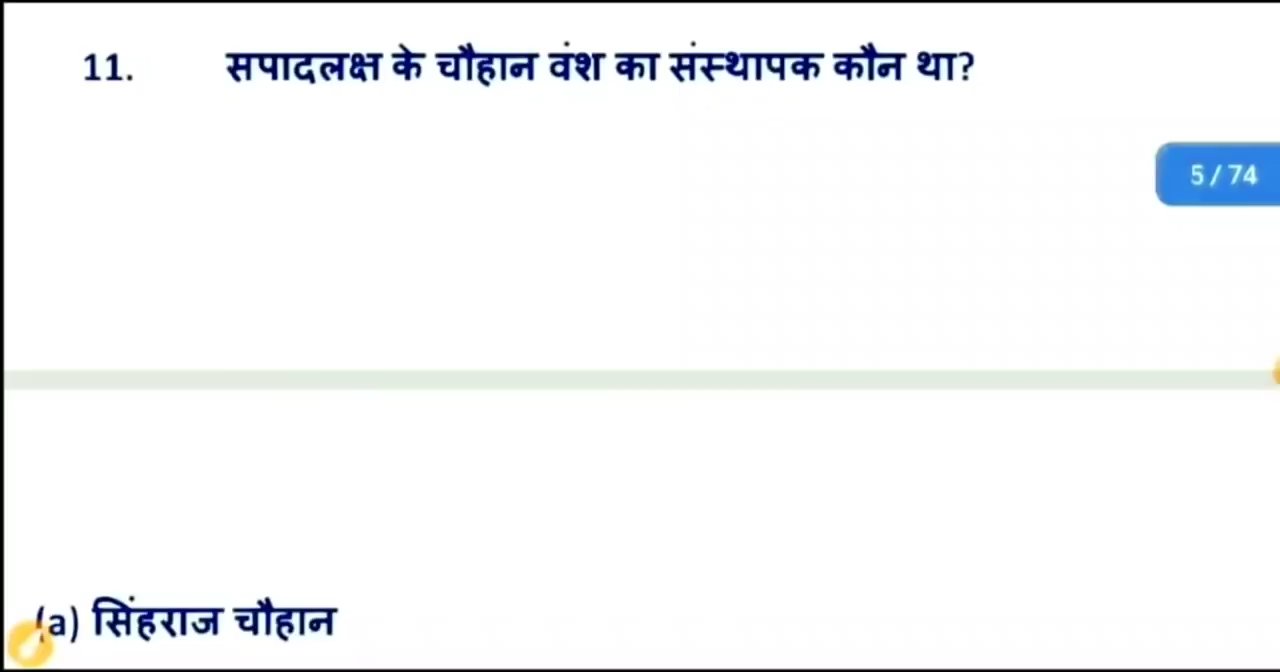 11. सपादलक्ष के चौहान वंश का संस्थापक कौन था?
5 / 74
(a) सिंहराज चौहान